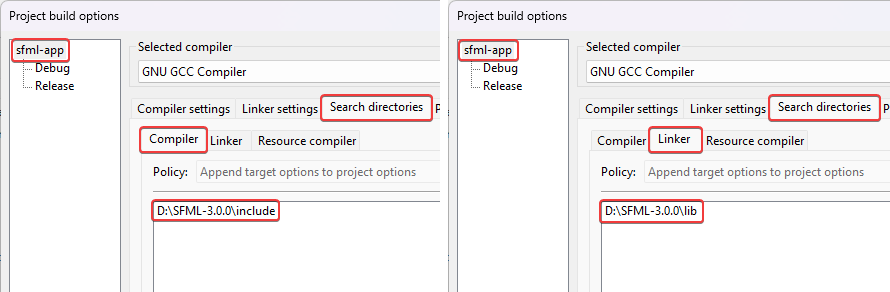 Project build options
sfml-app
Debug
Release
Selected compiler
GNU GCC Compiler
Compiler settings Linker settings Search directories P
Compiler Linker Resource compiler
Policy: Append target options to project options
D:\SFML-3.0.0\include
Project build options
sfml-app
Debug
Release
Selected compiler
GNU GCC Compiler
Compiler settings Linker settings Search directories
Compiler Linker Resource compiler
Policy: Append target options to project options
D:\SFML-3.0.0\lib